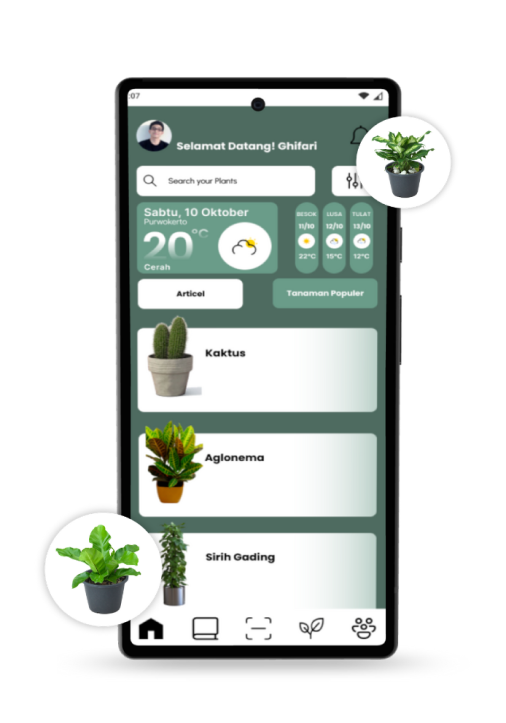 :07
Selamat Datang! Ghifari
Search your Plants
Sabtu, 10 Oktober
Purwokerto
20°C
Cerah
BESOK LUSA TULAT
11/10 12/10 13/10
22°C 15°C 12°C
Articel Tanaman Populer
Kaktus
Aglonema
Sirih Gading